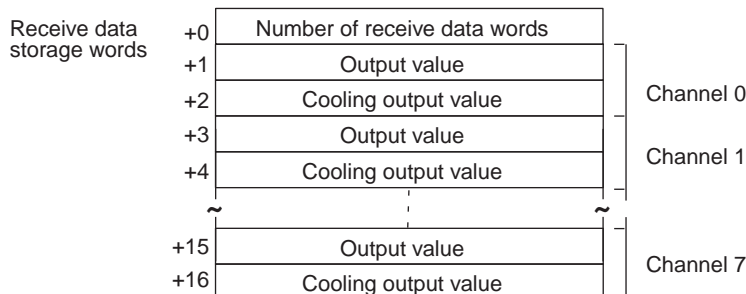 Receive data
storage words
+0 Number of receive data words
+1 Output value
+2 Cooling output value
Channel 0
+3 Output value
+4 Cooling output value
Channel 1
~ ~
+15 Output value
+16 Cooling output value
Channel 7